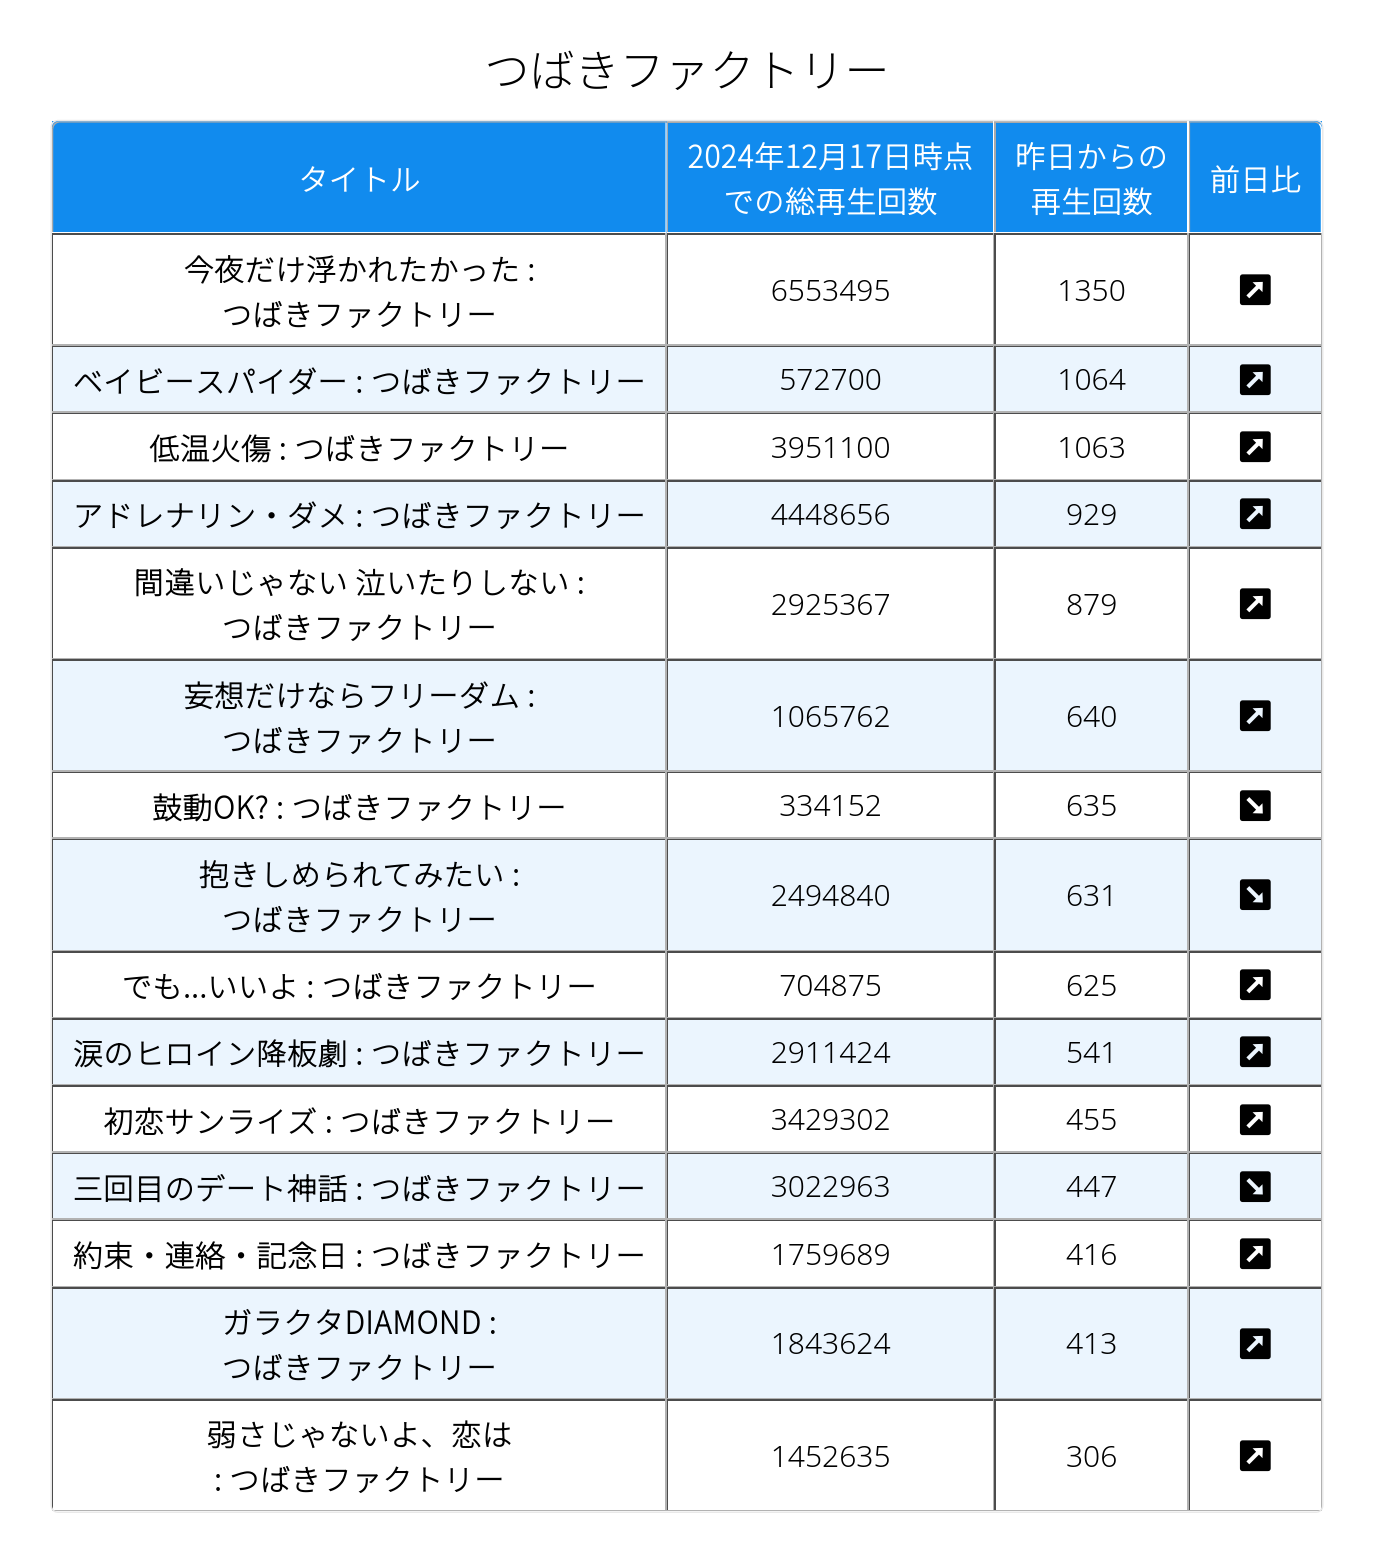 つばきファクトリー
タイトル
2024年12月17日時点
での総再生回数
昨日からの
再生回数
前日比
今夜だけ浮かれたかった :
つばきファクトリー
6553495
1350
ベイビースパイダー : つばきファクトリー
572700
1064
低温火傷 : つばきファクトリー
3951100
1063
アドレナリン・ダメ : つばきファクトリー
4448656
929
間違いじゃない 泣いたりしない :
つばきファクトリー
2925367
879
妄想だけならフリーダム :
つばきファクトリー
1065762
640
鼓動OK? : つばきファクトリー
334152
635
抱きしめられてみたい :
つばきファクトリー
2494840
631
でも...いいよ : つばきファクトリー
704875
625
涙のヒロイン降板劇 : つばきファクトリー
2911424
541
初恋サンライズ : つばきファクトリー
3429302
455
三回目のデート神話 : つばきファクトリー
3022963
447
約束・連絡・記念日 : つばきファクトリー
1759689
416
ガラクタDIAMOND :
つばきファクトリー
1843624
413
弱さじゃないよ、恋は
: つばきファクトリー
1452635
306